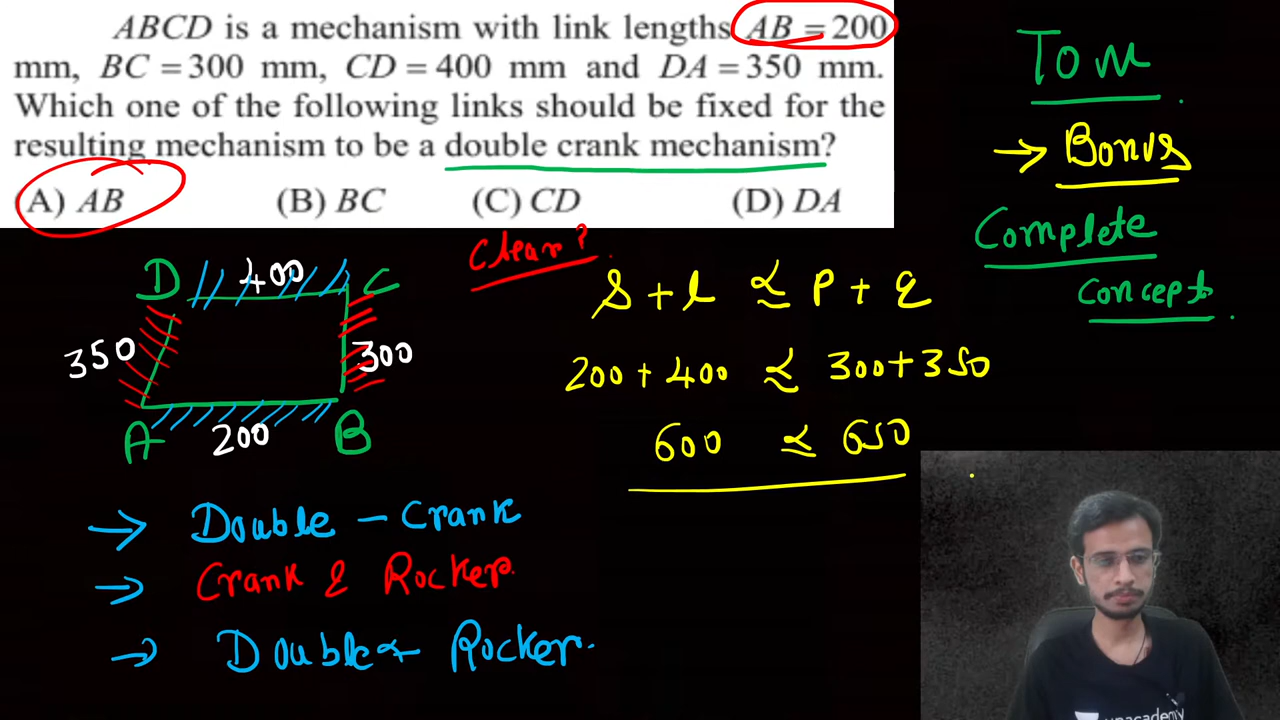 ABCD is a mechanism with link lengths AB = 200
mm, BC = 300 mm, CD = 400 mm and DA = 350 mm.
Which one of the following links should be fixed for the
resulting mechanism to be a double crank mechanism?
(A) AB (B) BC (C) CD (D) DA
TOM
→ Bonus
Complete
Concept.
Clear?
D 400 C
350
300
A 200 B
S + l ≤ P + q
200 + 400 ≤ 300 + 350
600 ≤ 650
→ Double - Crank
→ Crank & Rocker.
→ Double - Rocker.
unacademy